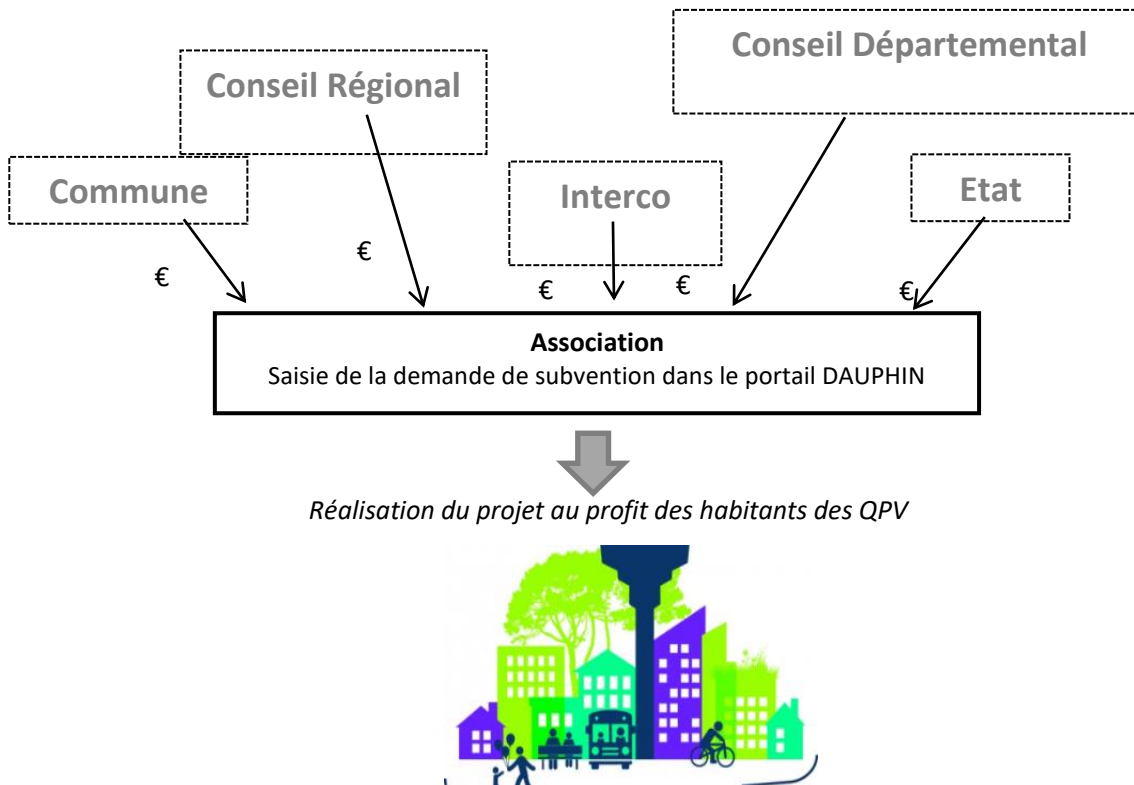 Conseil Départemental
Conseil Régional
Commune
Interco
Etat
€
€
€
€
€
Association
Saisie de la demande de subvention dans le portail DAUPHIN
Réalisation du projet au profit des habitants des QPV